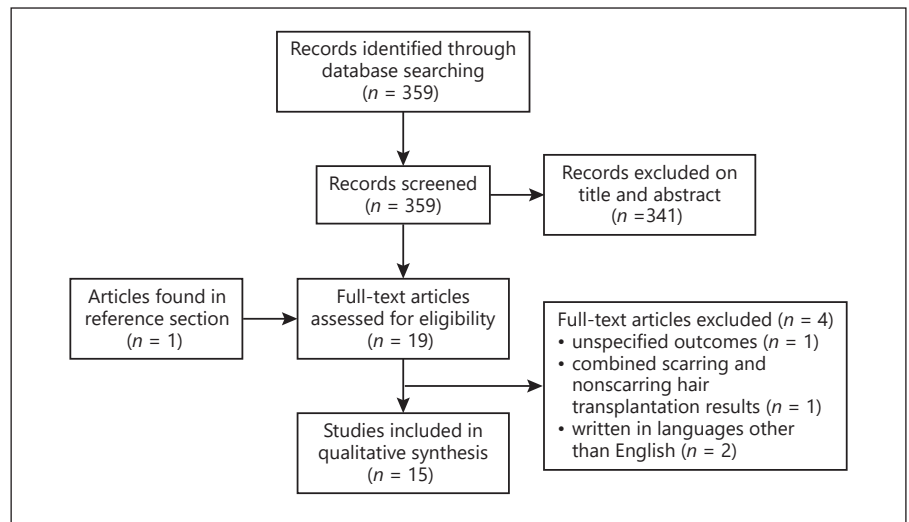 Records identified through
database searching
(n = 359)
Records screened
(n = 359)
Records excluded on
title and abstract
(n =341)
Articles found in
reference section
(n = 1)
Full-text articles
assessed for eligibility
(n = 19)
Full-text articles excluded (n = 4)
• unspecified outcomes (n = 1)
• combined scarring and
nonscarring hair
transplantation results (n = 1)
• written in languages other
than English (n = 2)
Studies included in
qualitative synthesis
(n = 15)